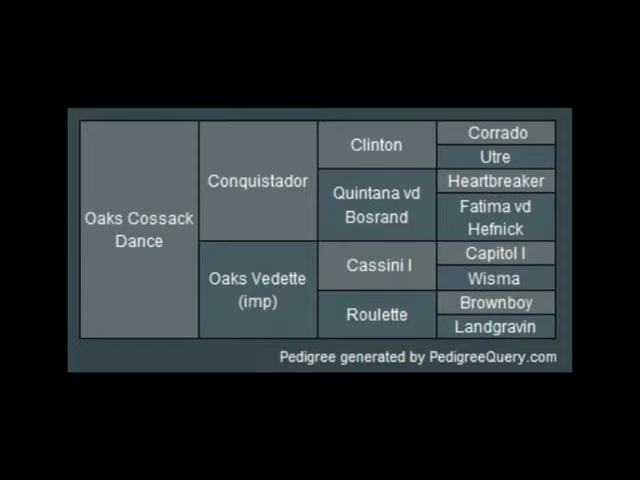 Oaks Cossack
Dance
Conquistador
Oaks Vedette
(imp)
Clinton
Quintana vd
Bosrand
Cassini I
Roulette
Corrado
Utre
Heartbreaker
Fatima vd
Hefnick
Capitol I
Wisma
Brownboy
Landgravin
Pedigree generated by PedigreeQuery.com